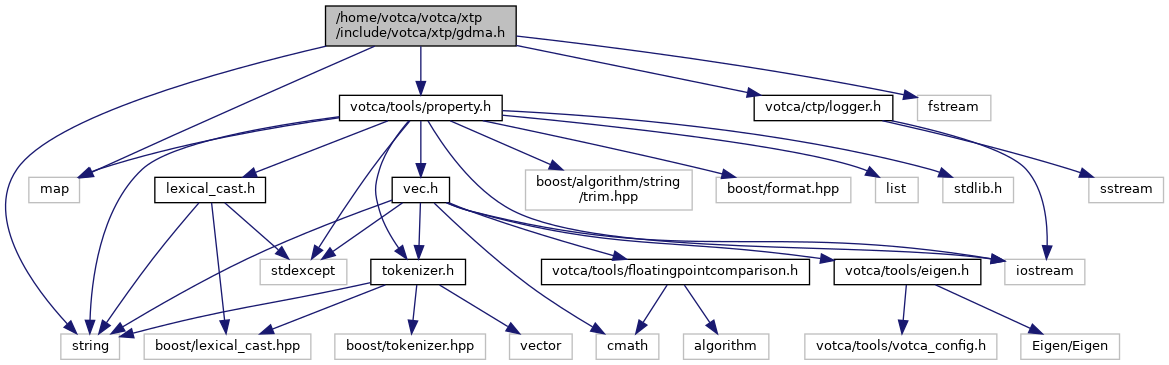 /home/votca/votca/xtp
/include/votca/xtp/gdma.h
votca/tools/property.h
votca/ctp/logger.h
fstream
map
lexical_cast.h
vec.h
boost/algorithm/string
/trim.hpp
boost/format.hpp
list
stdlib.h
sstream
stdexcept
tokenizer.h
votca/tools/floatingpointcomparison.h
votca/tools/eigen.h
iostream
string
boost/lexical_cast.hpp
boost/tokenizer.hpp
vector
cmath
algorithm
votca/tools/votca_config.h
Eigen/Eigen